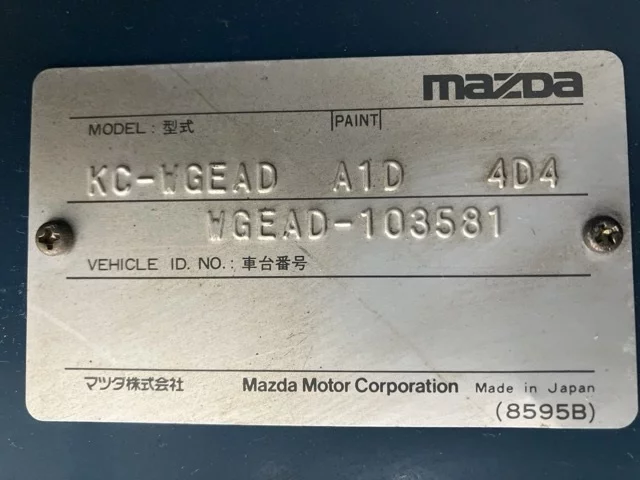 mazda
MODEL : 型式 |PAINT|
KC-WGEAD A1D 4D4
WGEAD-103581
VEHICLE ID. NO. : 車台番号
マツダ株式会社 Mazda Motor Corporation Made in Japan
(8595B)